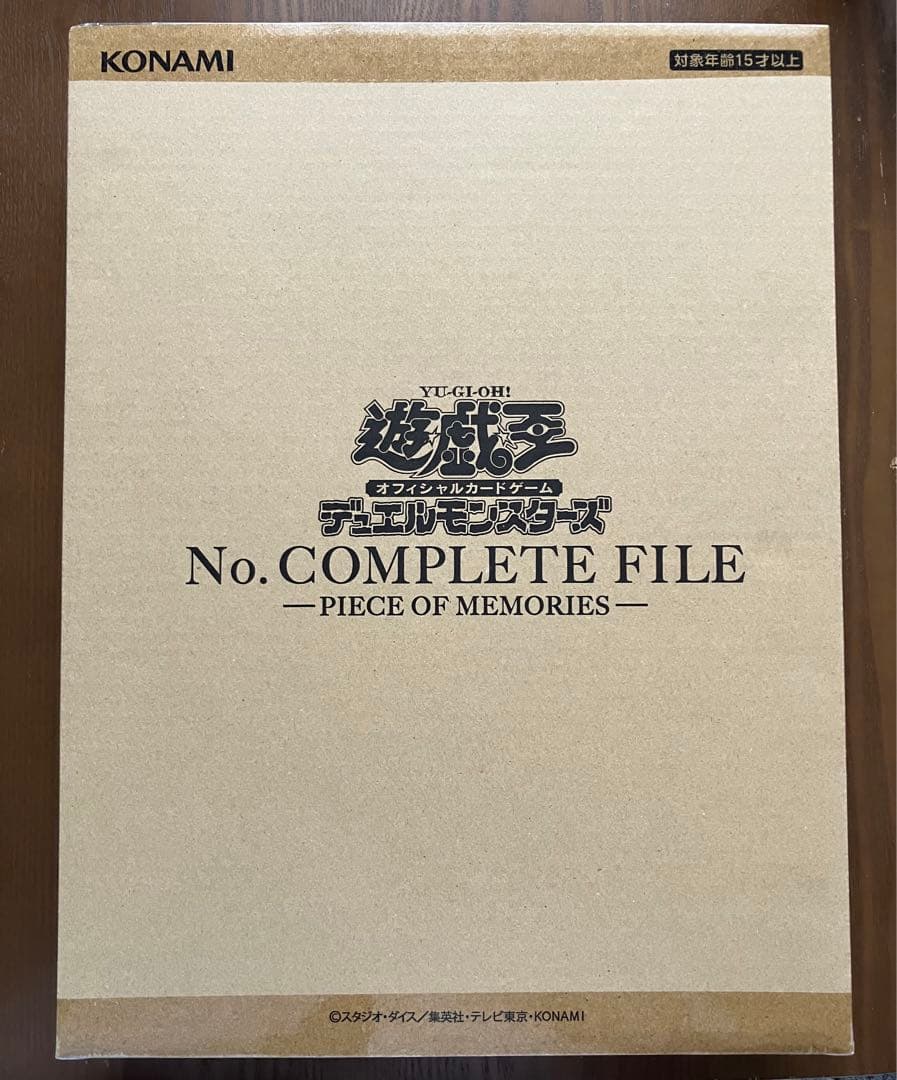 KONAMI
対象年齢15才以上
YU-GI-OH!
遊戯王
オフィシャルカードゲーム
デュエルモンスターズ
No. COMPLETE FILE
—PIECE OF MEMORIES—
©スタジオ・ダイス/集英社・テレビ東京・KONAMI